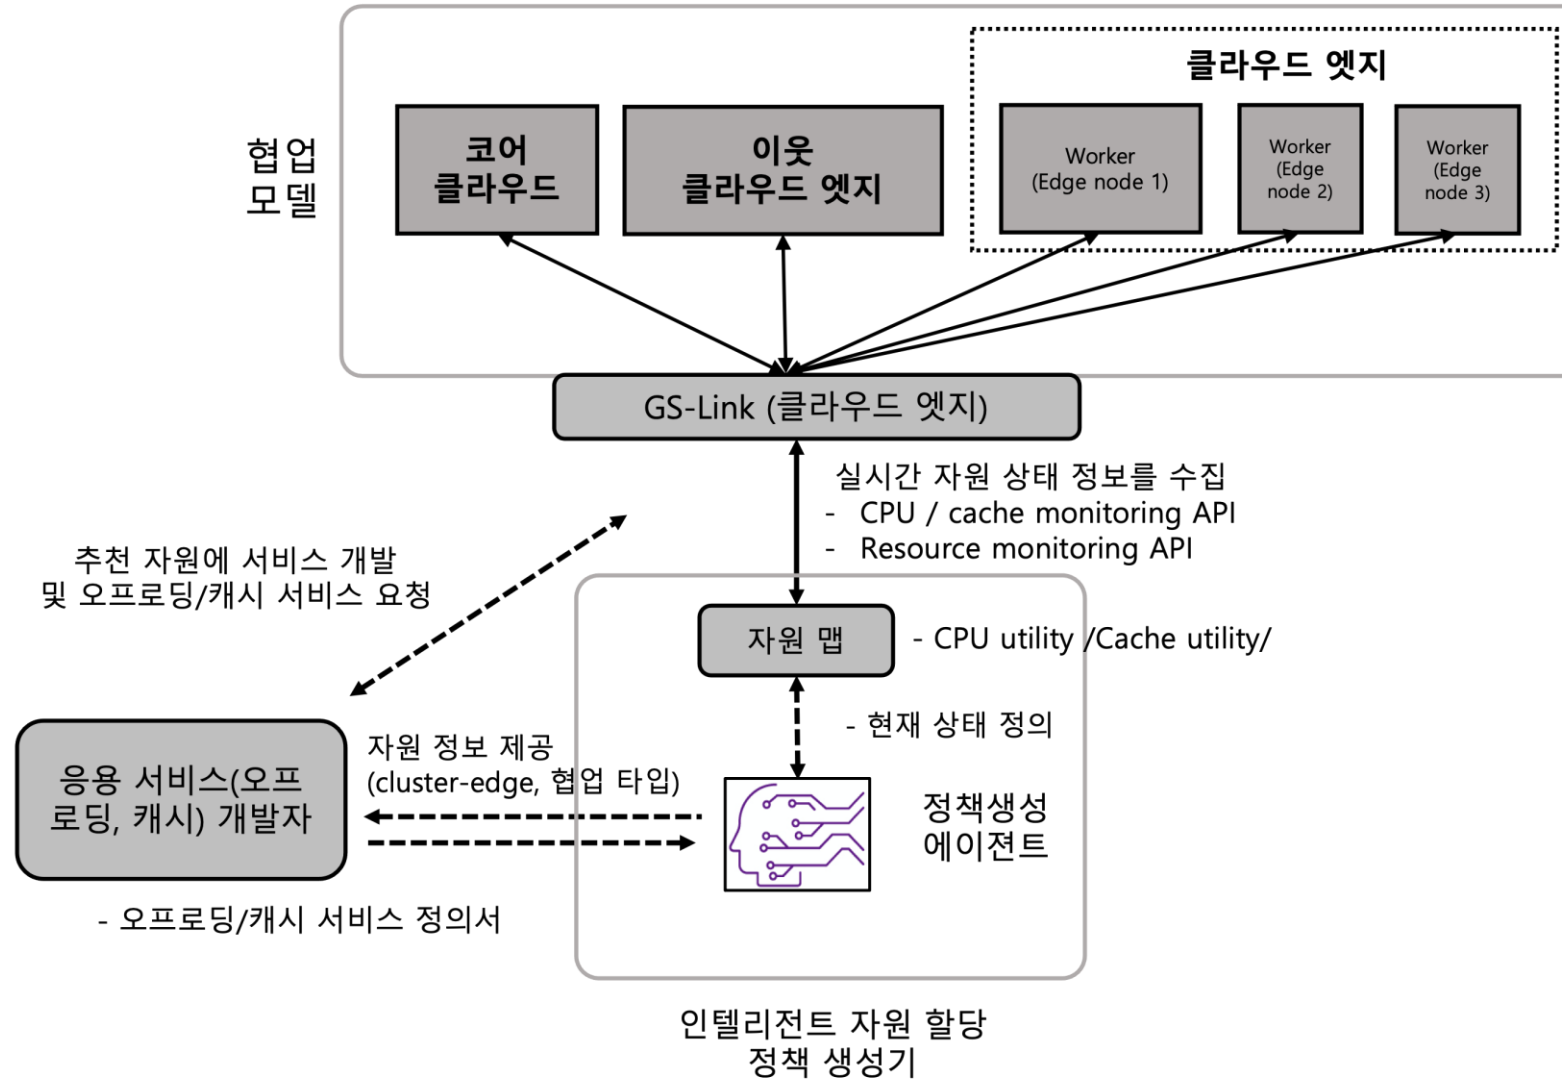 클라우드 엣지
협업
모델
코어
클라우드
이웃
클라우드 엣지
Worker
(Edge node 1)
Worker
(Edge
node 2)
Worker
(Edge
node 3)
GS-Link (클라우드 엣지)
실시간 자원 상태 정보를 수집
- CPU / cache monitoring API
- Resource monitoring API
추천 자원에 서비스 개발
및 오프로딩/캐시 서비스 요청
자원 맵
- CPU utility /Cache utility/
- 현재 상태 정의
자원 정보 제공
(cluster-edge, 협업 타입)
응용 서비스(오프
로딩, 캐시) 개발자
정책생성
에이젼트
- 오프로딩/캐시 서비스 정의서
인텔리전트 자원 할당
정책 생성기